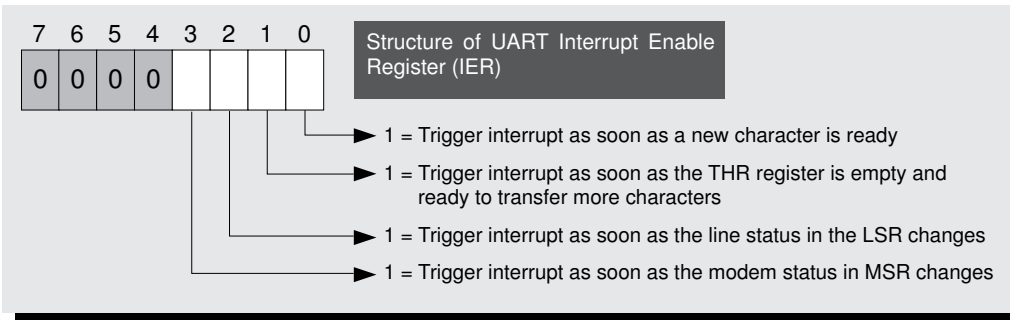 7 6 5 4 3 2 1 0
0 0 0 0
Structure of UART Interrupt Enable
Register (IER)
1 = Trigger interrupt as soon as a new character is ready
1 = Trigger interrupt as soon as the THR register is empty and
ready to transfer more characters
1 = Trigger interrupt as soon as the line status in the LSR changes
1 = Trigger interrupt as soon as the modem status in MSR changes